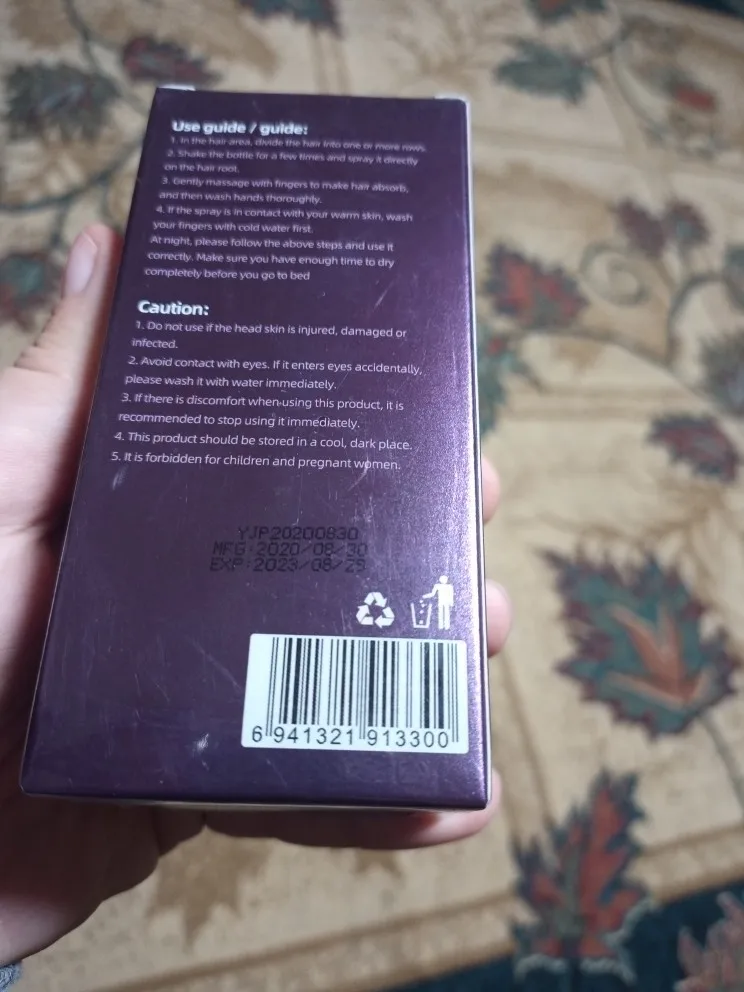 Use guide / guide:
1. In the hair area, divide the hair into one or more rows.
2. Shake the bottle for a few times and spray it directly
on the hair root.
3. Gently massage with fingers to make hair absorb,
and then wash hands thoroughly.
4. If the spray is in contact with your warm skin, wash
your fingers with cold water first.
At night, please follow the above steps and use it
correctly. Make sure you have enough time to dry
completely before you go to bed
Caution:
1. Do not use if the head skin is injured, damaged or
infected.
2. Avoid contact with eyes. If it enters eyes accidentally,
please wash it with water immediately.
3. If there is discomfort when using this product, it is
recommended to stop using it immediately.
4. This product should be stored in a cool, dark place.
5. It is forbidden for children and pregnant women.
YJP20200830
MFG:2020/08/30
EXP:2023/08/29
6 941321 913300